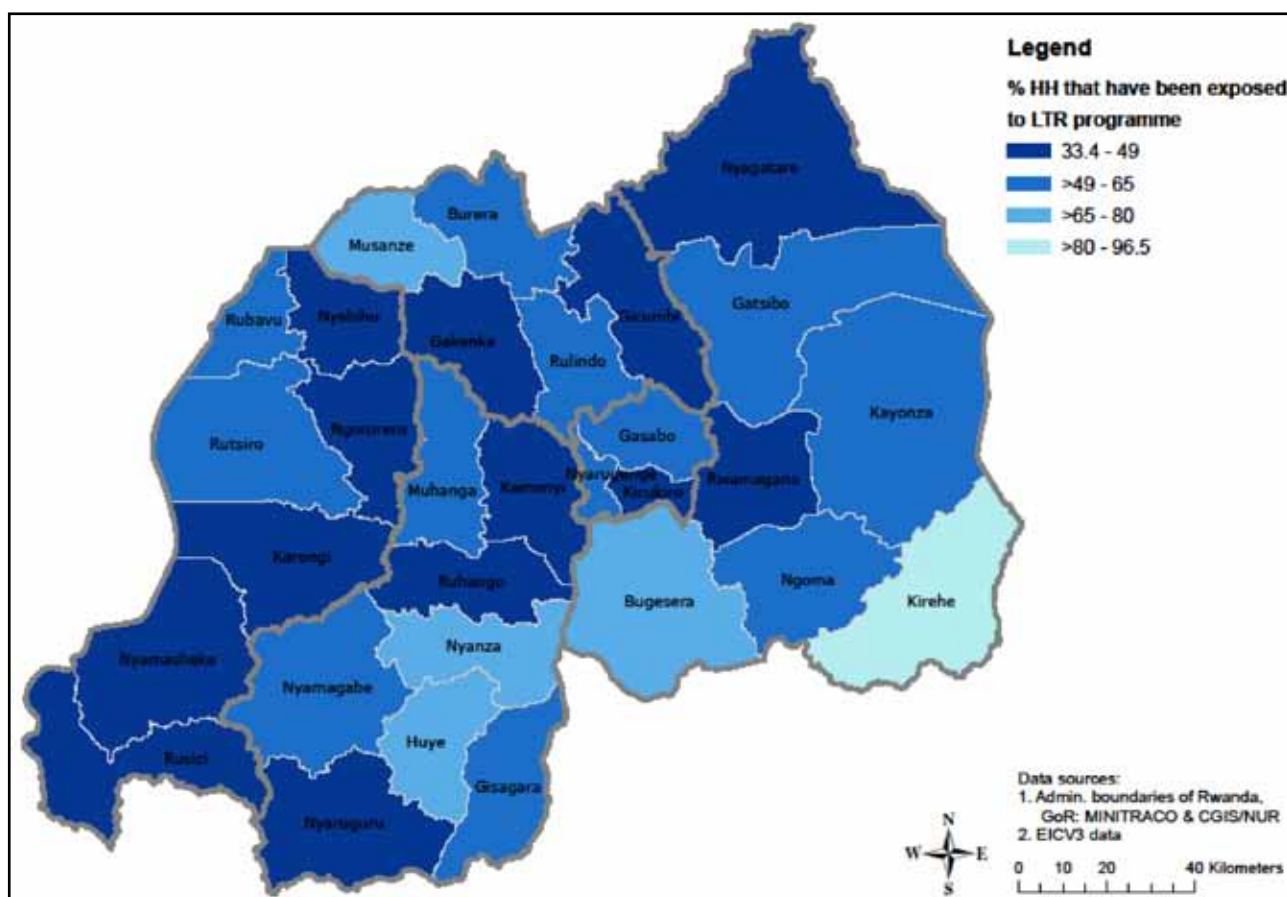 Legend
% HH that have been exposed
to LTR programme
33.4 - 49
>49 - 65
>65 - 80
>80 - 96.5
Nyagatare
Burera
Musanze
Gatsibo
Rubavu
Nyabihu
Gakenke
Gicumbi
Rulindo
Kayonza
Rutsiro
Ngororero
Gasabo
Muhanga
Kamonyi
Nyarugenge
Kicukiro
Rwamagana
Karongi
Ruhango
Ngoma
Bugesera
Kirehe
Nyanza
Nyamasheke
Nyamagabe
Huye
Rusizi
Gisagara
Nyaruguru
Data sources:
1. Admin. boundaries of Rwanda,
GoR: MINITRACO & CGIS/NUR
2. EICV3 data
N
W E
S
0 10 20 40 Kilometers